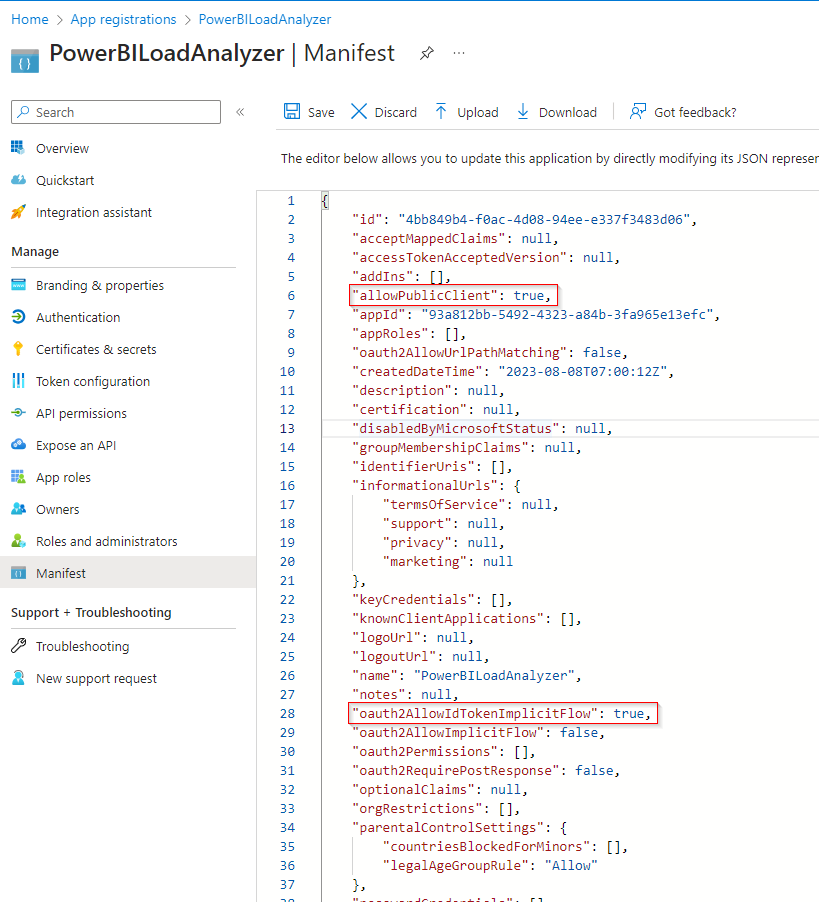 Home > App registrations > PowerBILoadAnalyzer
PowerBILoadAnalyzer | Manifest
Search
Overview
Quickstart
Integration assistant
Manage
Branding & properties
Authentication
Certificates & secrets
Token configuration
API permissions
Expose an API
App roles
Owners
Roles and administrators
Manifest
Support + Troubleshooting
Troubleshooting
New support request
Save Discard Upload Download Got feedback?
The editor below allows you to update this application by directly modifying its JSON represer
1 {
2 "id": "4bb849b4-f0ac-4d08-94ee-e337f3483d06",
3 "acceptMappedClaims": null,
4 "accessTokenAcceptedVersion": null,
5 "addIns": [],
6 "allowPublicClient": true,
7 "appId": "93a812bb-5492-4323-a84b-3fa965e13efc",
8 "appRoles": [],
9 "oauth2AllowUrlPathMatching": false,
10 "createdDateTime": "2023-08-08T07:00:12Z",
11 "description": null,
12 "certification": null,
13 "disabledByMicrosoftStatus": null,
14 "groupMembershipClaims": null,
15 "identifierUris": [],
16 "informationalUrls": {
17 "termsOfService": null,
18 "support": null,
19 "privacy": null,
20 "marketing": null
21 },
22 "keyCredentials": [],
23 "knownClientApplications": [],
24 "logoUrl": null,
25 "logoutUrl": null,
26 "name": "PowerBILoadAnalyzer",
27 "notes": null,
28 "oauth2AllowIdTokenImplicitFlow": true,
29 "oauth2AllowImplicitFlow": false,
30 "oauth2Permissions": [],
31 "oauth2RequirePostResponse": false,
32 "optionalClaims": null,
33 "orgRestrictions": [],
34 "parentalControlSettings": {
35 "countriesBlockedForMinors": [],
36 "legalAgeGroupRule": "Allow"
37 },